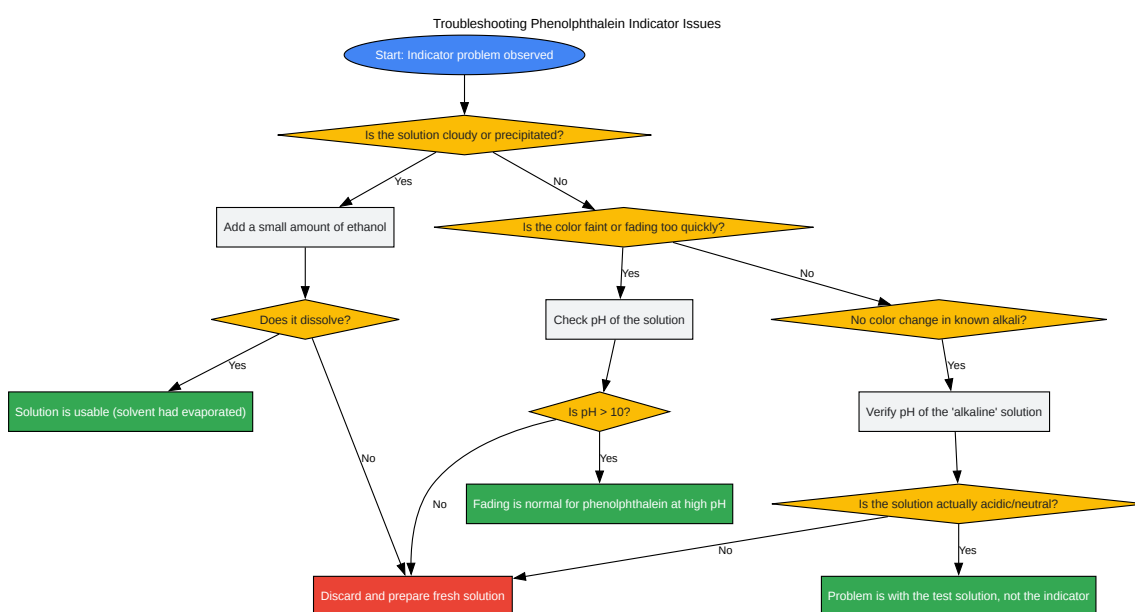 Troubleshooting Phenolphthalein Indicator Issues
Start: Indicator problem observed
Is the solution cloudy or precipitated?
Yes
No
Add a small amount of ethanol
Is the color faint or fading too quickly?
Yes
No
Does it dissolve?
Check pH of the solution
No color change in known alkali?
Yes
Yes
Solution is usable (solvent had evaporated)
Is pH > 10?
Verify pH of the 'alkaline' solution
No
Yes
No
Fading is normal for phenolphthalein at high pH
Is the solution actually acidic/neutral?
No
Yes
Discard and prepare fresh solution
Problem is with the test solution, not the indicator